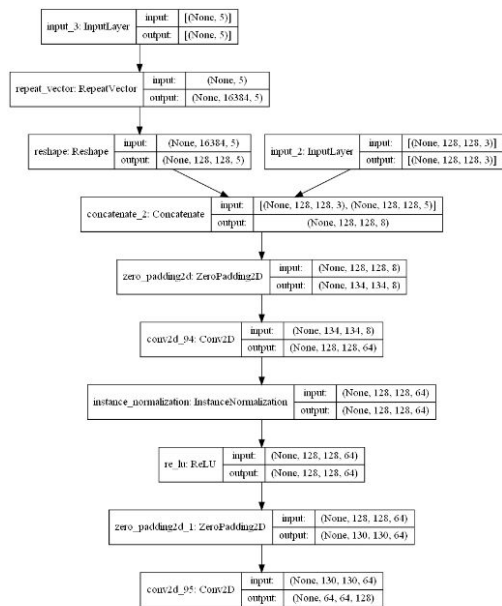 input_3: InputLayer
input: [(None, 5)]
output: [(None, 5)]
repeat_vector: RepeatVector
input: (None, 5)
output: (None, 16384, 5)
reshape: Reshape
input: (None, 16384, 5)
output: (None, 128, 128, 5)
input_2: InputLayer
input: [(None, 128, 128, 3)]
output: [(None, 128, 128, 3)]
concatenate_2: Concatenate
input: [(None, 128, 128, 3), (None, 128, 128, 5)]
output: (None, 128, 128, 8)
zero_padding2d: ZeroPadding2D
input: (None, 128, 128, 8)
output: (None, 134, 134, 8)
conv2d_94: Conv2D
input: (None, 134, 134, 8)
output: (None, 128, 128, 64)
instance_normalization: InstanceNormalization
input: (None, 128, 128, 64)
output: (None, 128, 128, 64)
re_lu: ReLU
input: (None, 128, 128, 64)
output: (None, 128, 128, 64)
zero_padding2d_1: ZeroPadding2D
input: (None, 128, 128, 64)
output: (None, 130, 130, 64)
conv2d_95: Conv2D
input: (None, 130, 130, 64)
output: (None, 64, 64, 128)